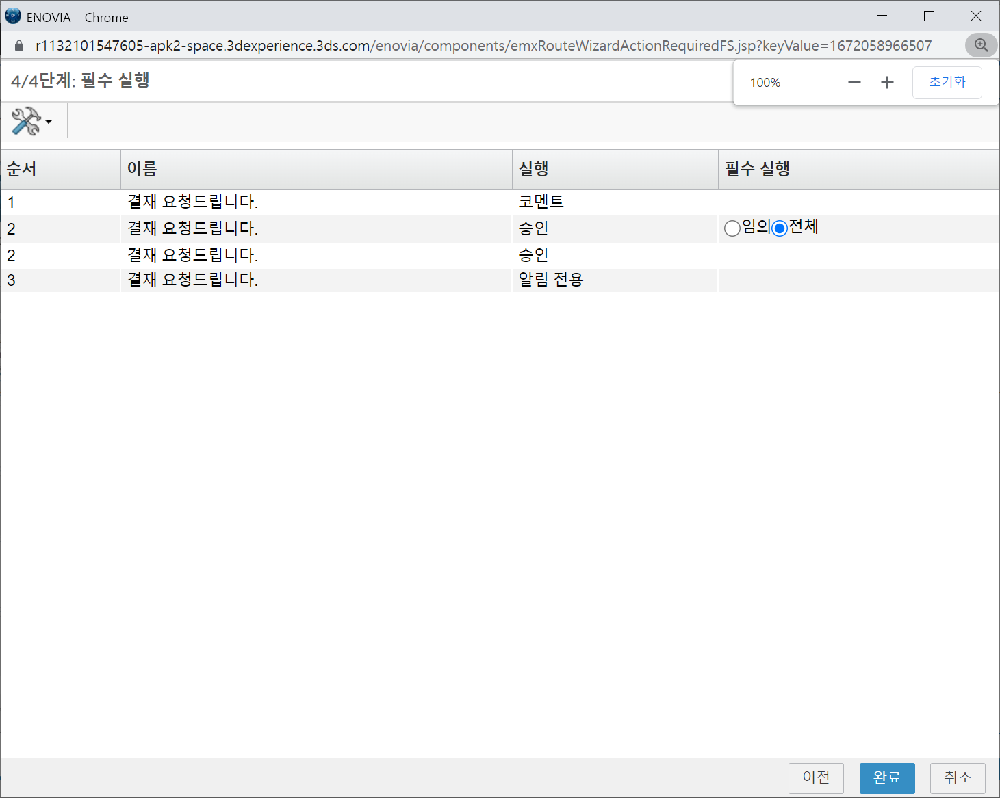 ENOVIA - Chrome
r1132101547605-apk2-space.3dexperience.3ds.com/enovia/components/emxRouteWizardActionRequiredFS.jsp?keyValue=1672058966507
4/4단계: 필수 실행
100% − + 초기화
순서 이름 실행 필수 실행
1 결재 요청드립니다. 코멘트
2 결재 요청드립니다. 승인 임의 전체
2 결재 요청드립니다. 승인
3 결재 요청드립니다. 알림 전용
이전 완료 취소